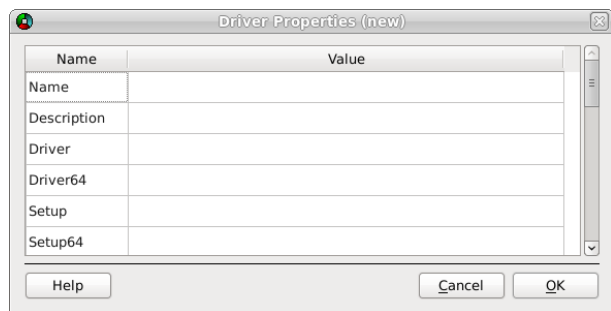 Driver Properties (new)
Name Value
Name
Description
Driver
Driver64
Setup
Setup64
Help Cancel OK